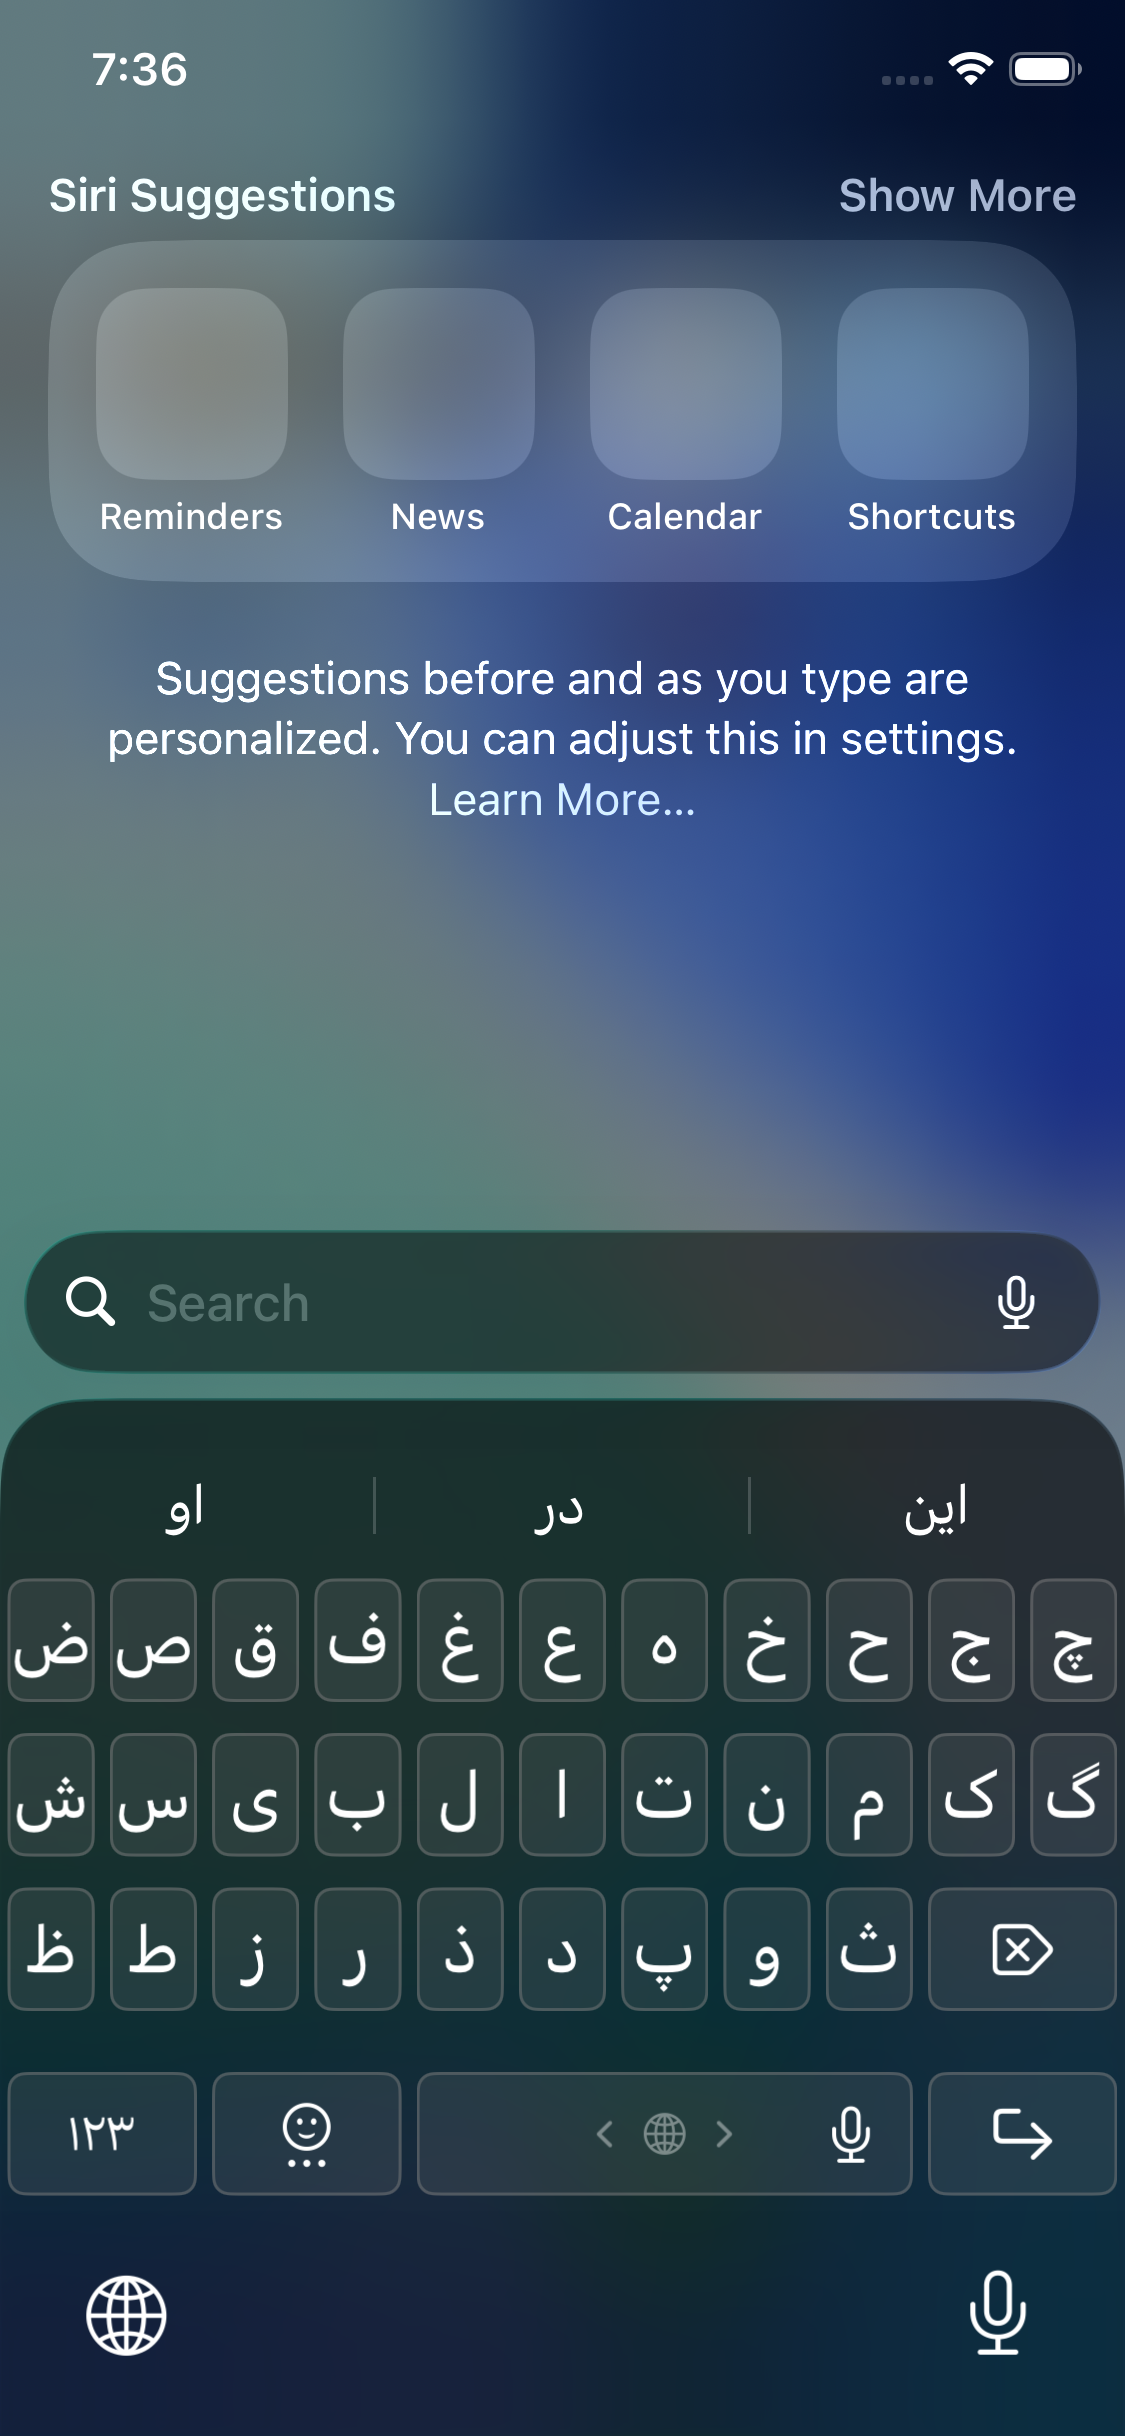 7:36
Siri Suggestions Show More
Reminders News Calendar Shortcuts
Suggestions before and as you type are
personalized. You can adjust this in settings.
Learn More...
Search
او در این
ض ص ق ف غ ع ه خ ح ج چ
ش س ی ب ل ا ت ن م ک گ
ظ ط ز ر ذ د پ و ث
۱۲۳